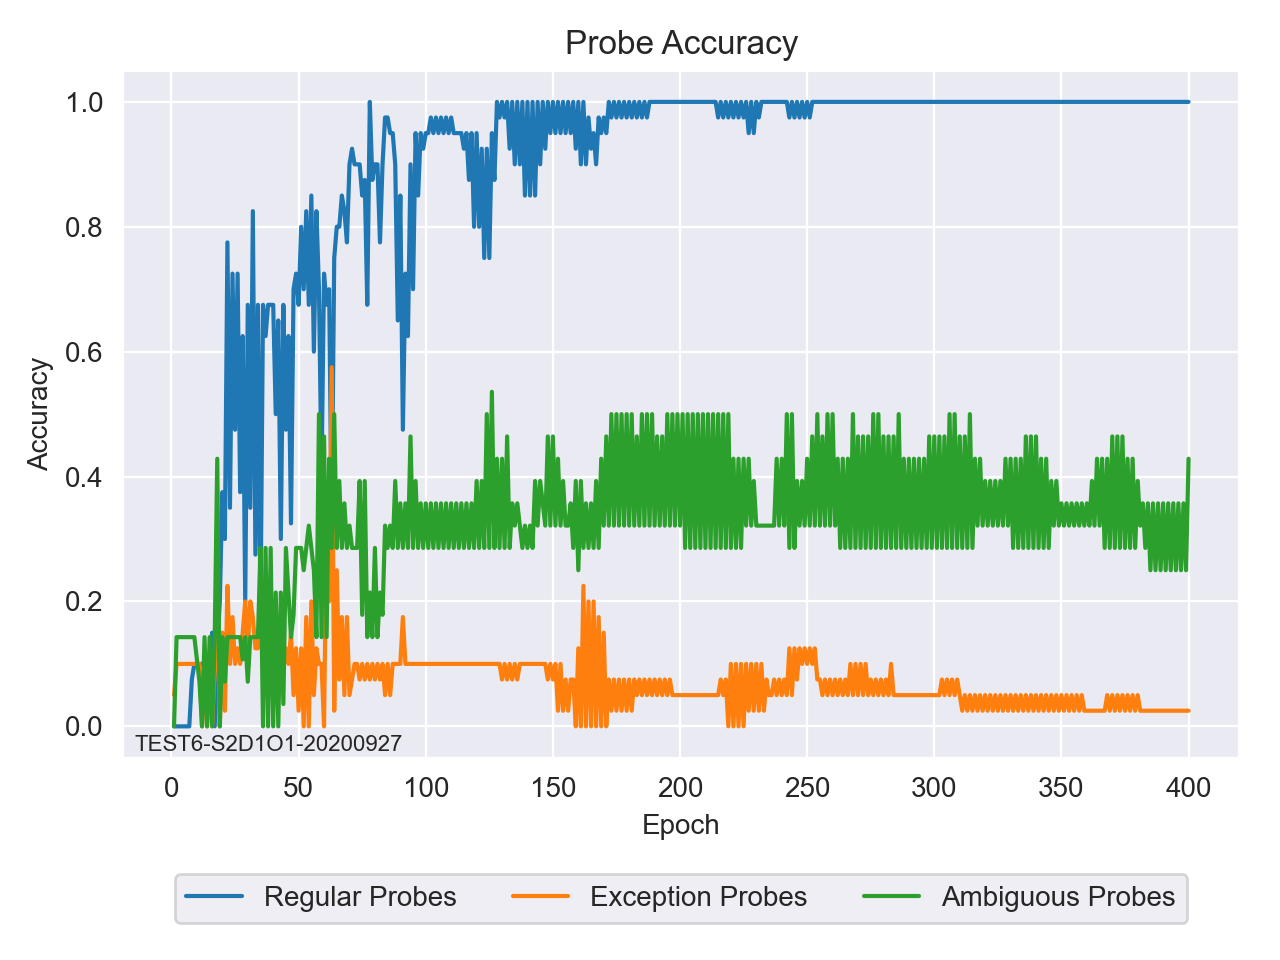 Probe Accuracy
1.0
0.8
0.6
0.4
0.2
0.0
Accuracy
TEST6-S2D1O1-20200927
0 50 100 150 200 250 300 350 400
Epoch
Regular Probes Exception Probes Ambiguous Probes